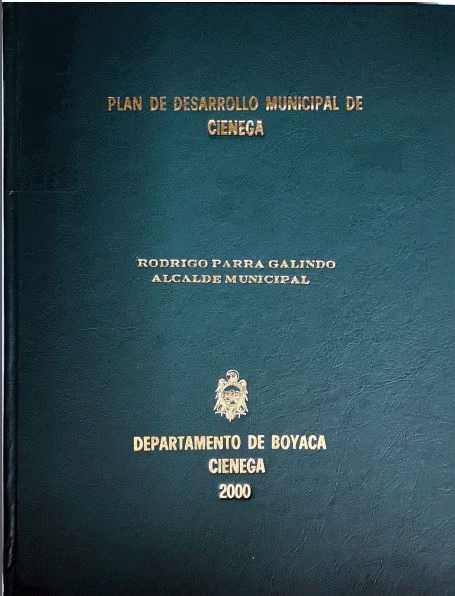 PLAN DE DESARROLLO MUNICIPAL DE
CIENEGA
RODRIGO PARRA GALINDO
ALCALDE MUNICIPAL
DEPARTAMENTO DE BOYACA
CIENEGA
2000